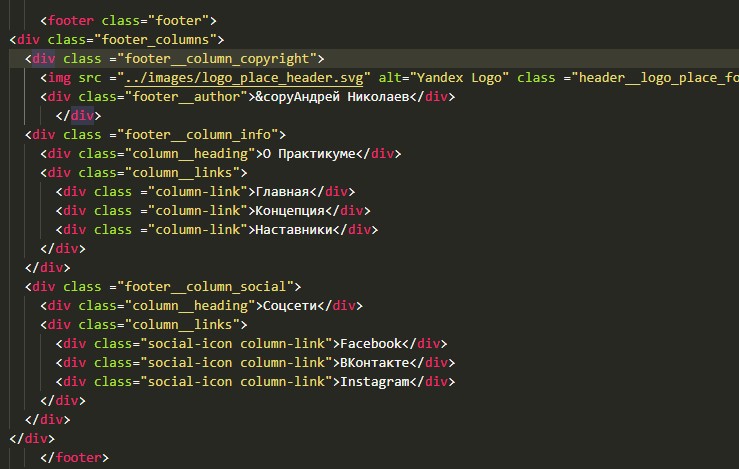 <footer class="footer">
<div class="footer_columns">
<div class ="footer__column_copyright">
<img src ="../images/logo_place_header.svg" alt="Yandex Logo" class ="header__logo_place_fo
<div class="footer__author">&copyАндрей Николаев</div>
</div>
<div class ="footer__column_info">
<div class="column__heading">О Практикуме</div>
<div class="column__links">
<div class ="column-link">Главная</div>
<div class ="column-link">Концепция</div>
<div class ="column-link">Наставники</div>
</div>
</div>
<div class ="footer__column_social">
<div class="column__heading">Соцсети</div>
<div class="column__links">
<div class="social-icon column-link">Facebook</div>
<div class="social-icon column-link">ВКонтакте</div>
<div class="social-icon column-link">Instagram</div>
</div>
</div>
</div>
</footer>